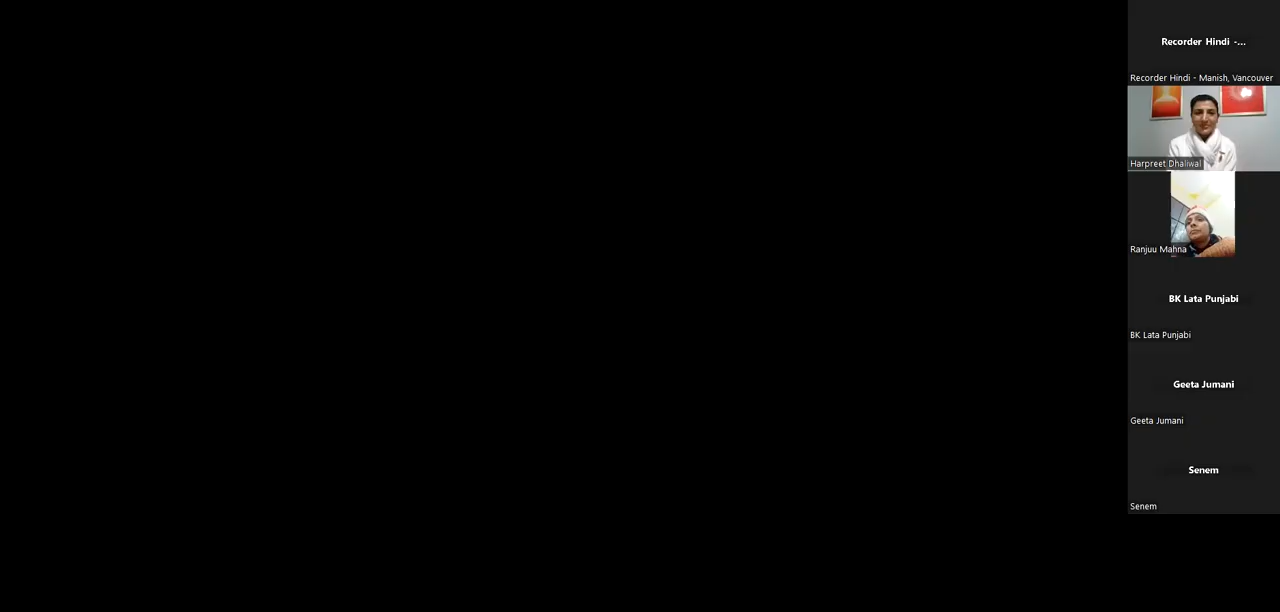 Recorder Hindi -...
Recorder Hindi - Manish, Vancouver
Harpreet Dhaliwal
Ranjuu Mahna
BK Lata Punjabi
BK Lata Punjabi
Geeta Jumani
Geeta Jumani
Senem
Senem